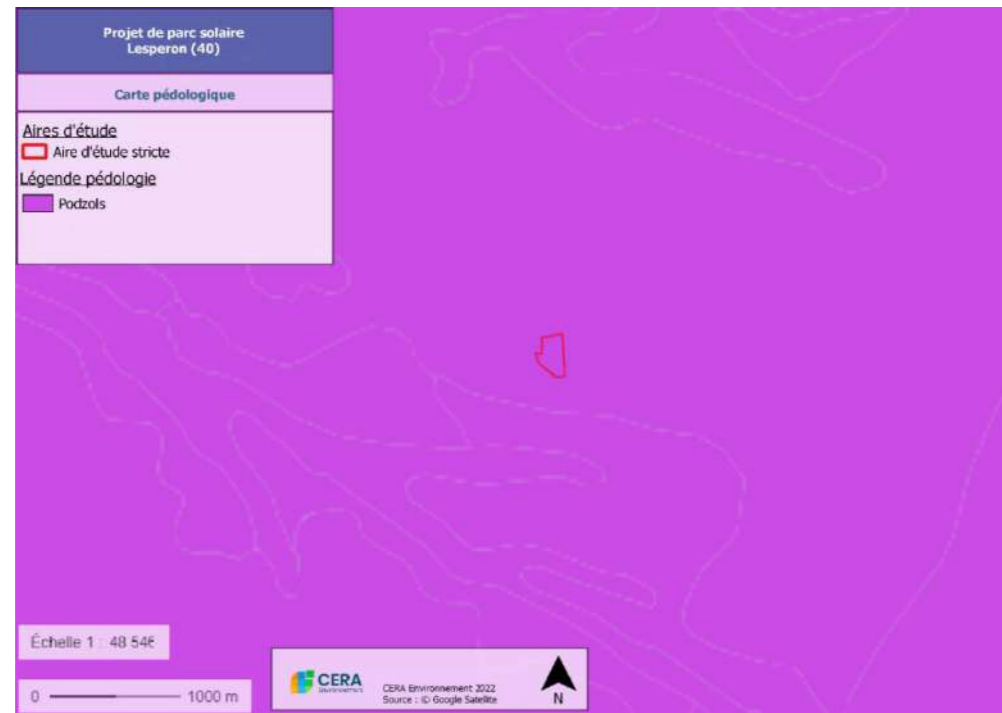 Projet de parc solaire
Lesperon (40)
Carte pédologique
Aires d'étude
Aire d'étude stricte
Légende pédologie
Podzols
Échelle 1 : 48 546
0 1000 m
CERA
CERA Environnement 2022
Source : © Google Satellite
N